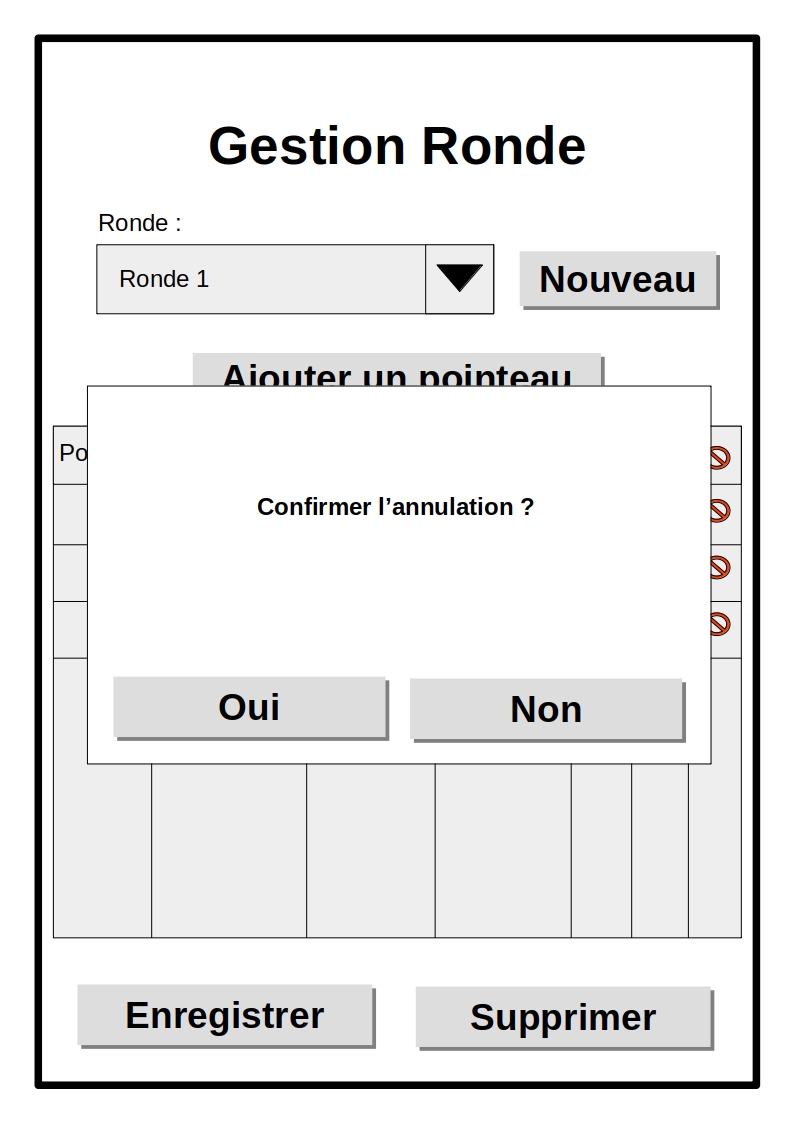 Gestion Ronde
Ronde :
Ronde 1
Nouveau
Ajouter un pointeau
Po
Confirmer l’annulation ?
Oui
Non
Enregistrer
Supprimer